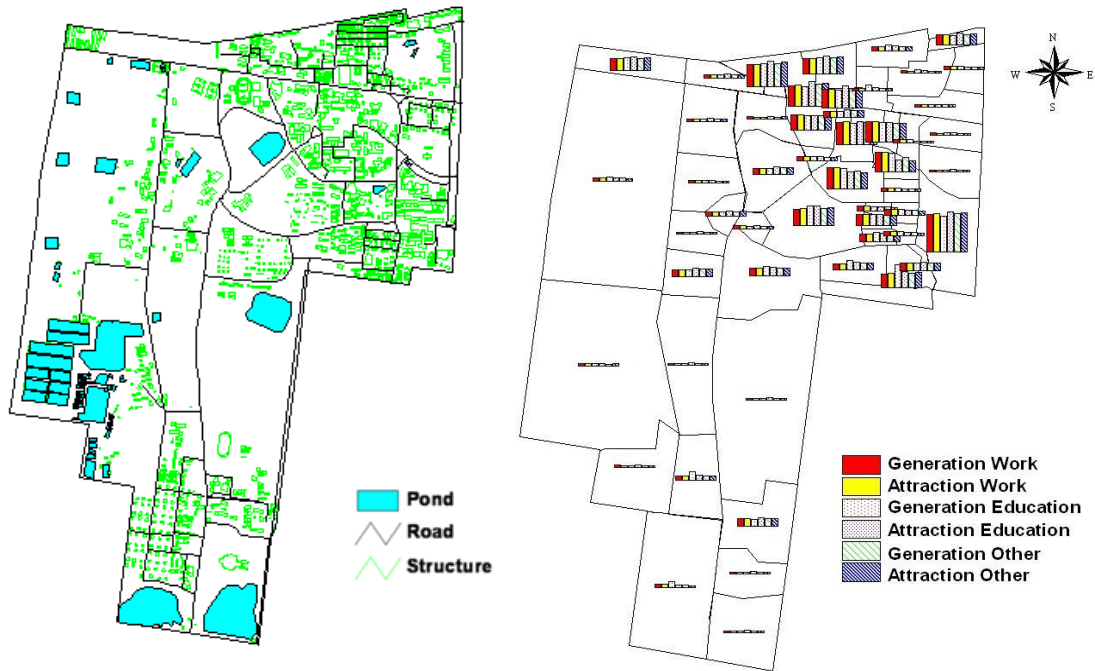 Pond
Road
Structure
N
W E
S
Generation Work
Attraction Work
Generation Education
Attraction Education
Generation Other
Attraction Other